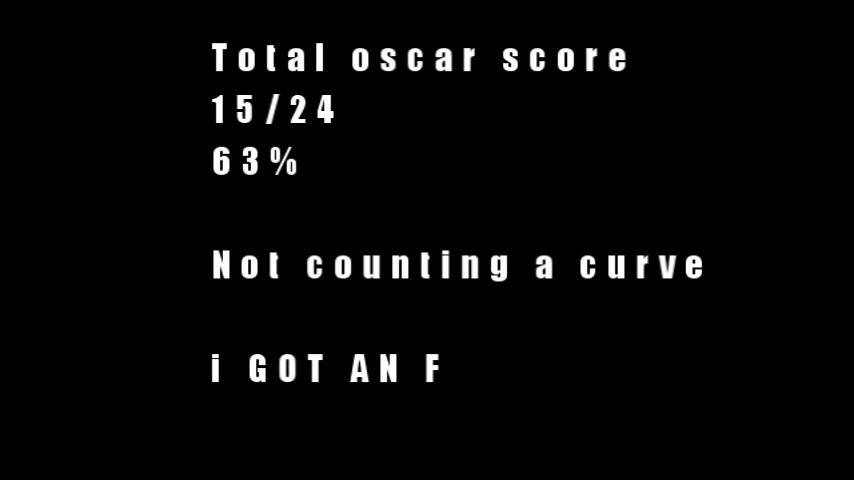 Total oscar score
15/24
63%
Not counting a curve
i GOT AN F